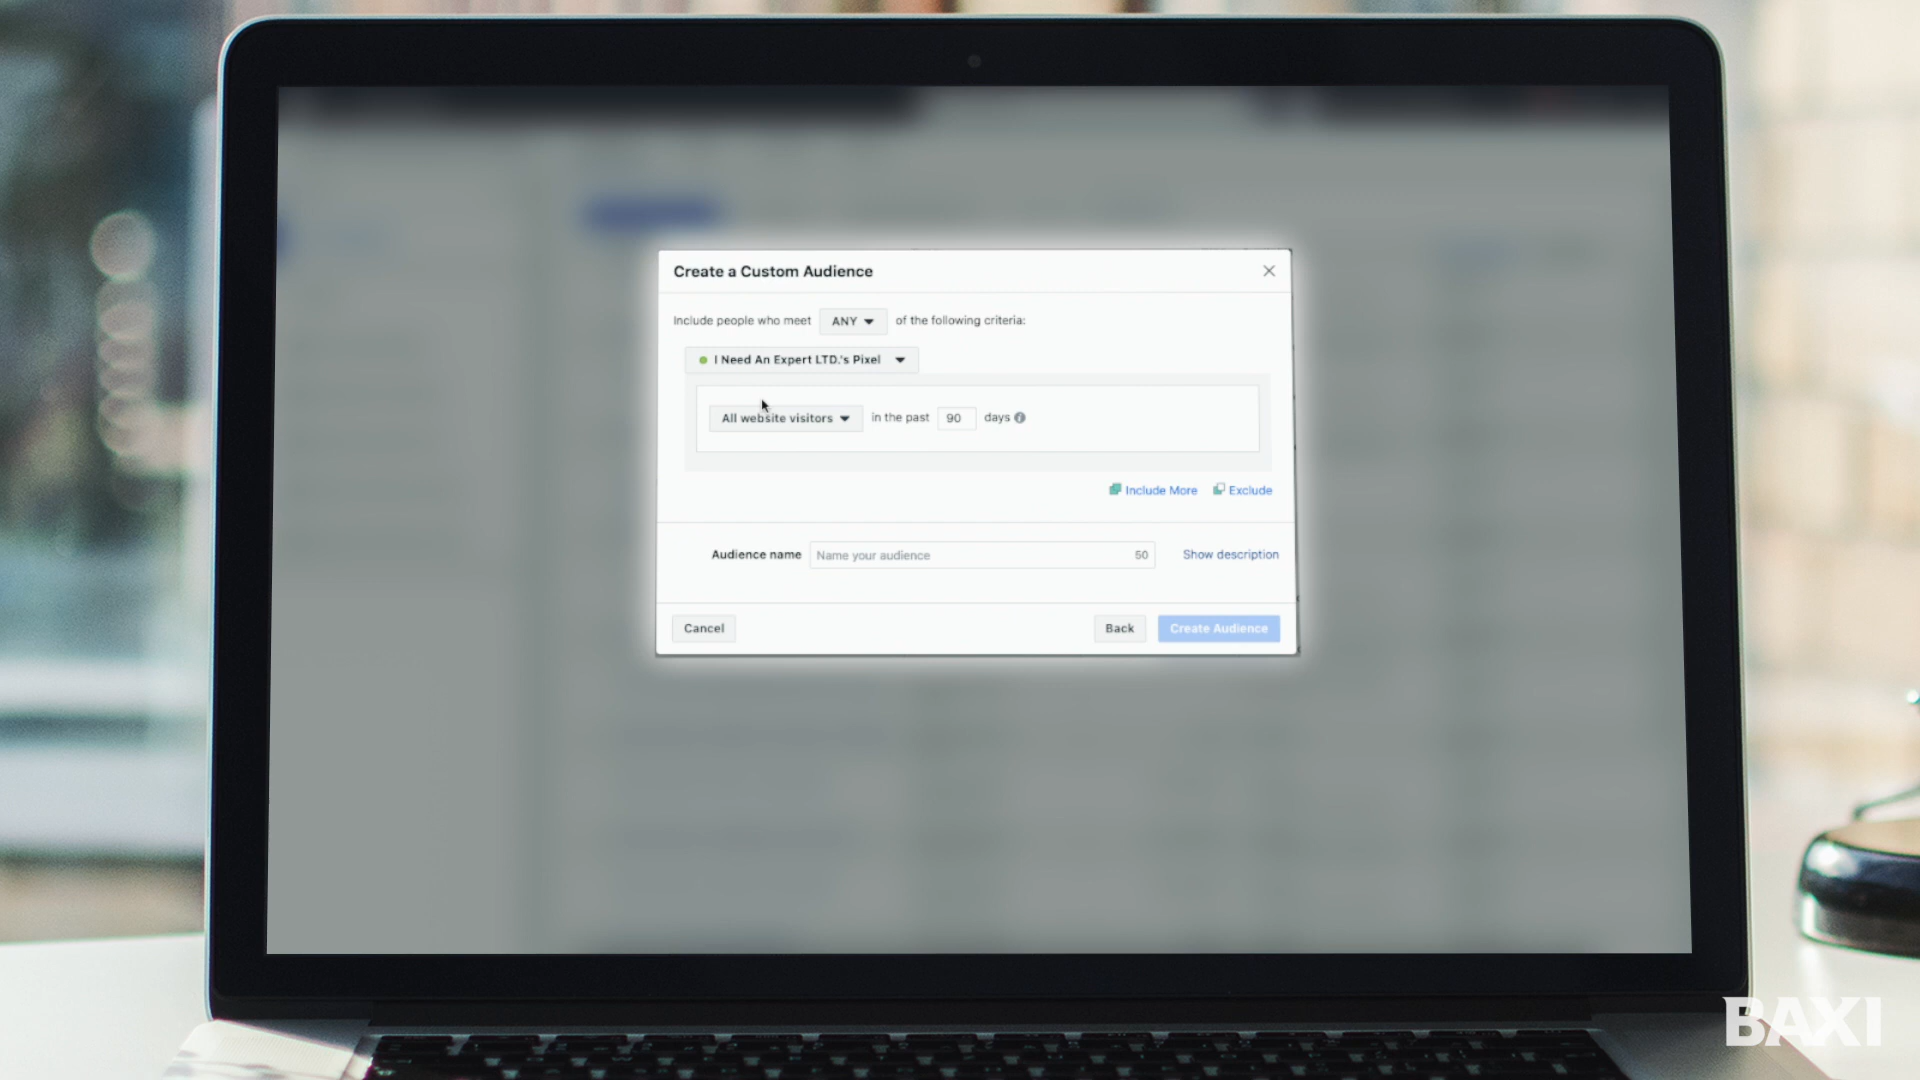 Create a Custom Audience
Include people who meet ANY of the following criteria:
I Need An Expert LTD.'s Pixel
All website visitors in the past 90 days
Include More Exclude
Audience name Name your audience 50 Show description
Cancel Back Create Audience
BAXI